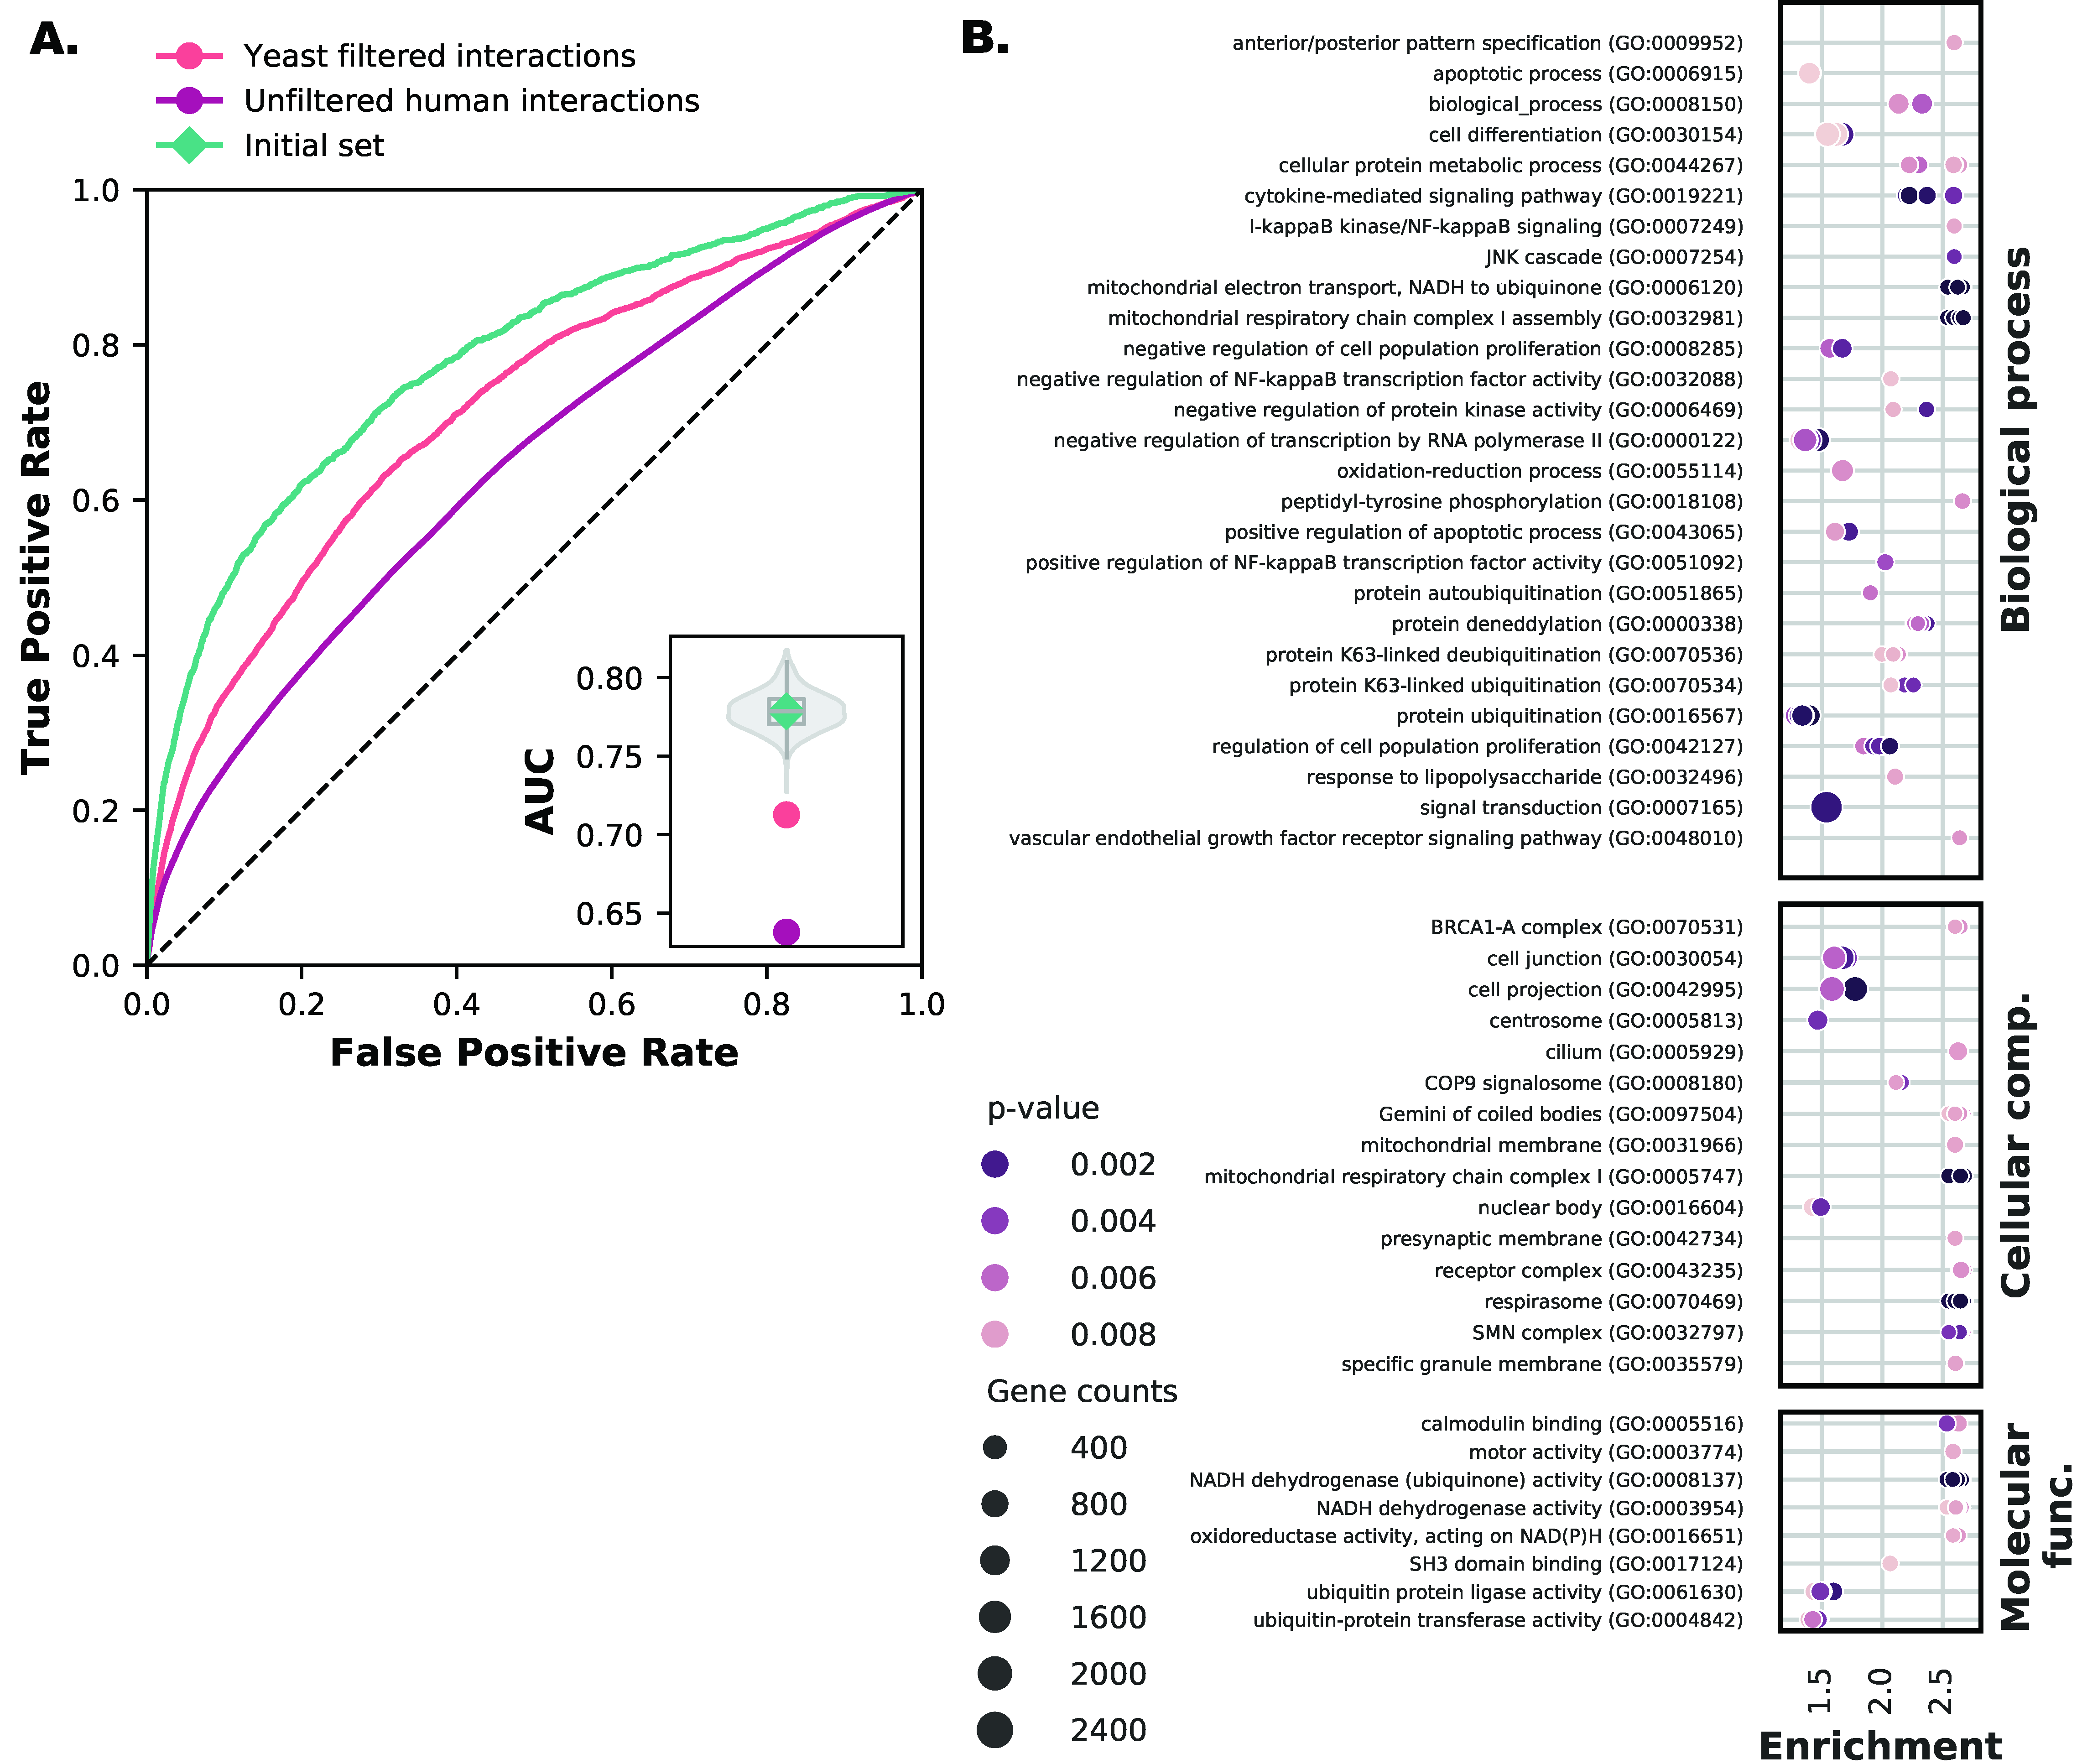 A.
Yeast filtered interactions
Unfiltered human interactions
Initial set
1.0
0.8
0.6
0.4
0.2
0.0
True Positive Rate
0.0 0.2 0.4 0.6 0.8 1.0
False Positive Rate
0.80
0.75
0.70
0.65
AUC
B.
anterior/posterior pattern specification (GO:0009952)
apoptotic process (GO:0006915)
biological_process (GO:0008150)
cell differentiation (GO:0030154)
cellular protein metabolic process (GO:0044267)
cytokine-mediated signaling pathway (GO:0019221)
I-kappaB kinase/NF-kappaB signaling (GO:0007249)
JNK cascade (GO:0007254)
mitochondrial electron transport, NADH to ubiquinone (GO:0006120)
mitochondrial respiratory chain complex I assembly (GO:0032981)
negative regulation of cell population proliferation (GO:0008285)
negative regulation of NF-kappaB transcription factor activity (GO:0032088)
negative regulation of protein kinase activity (GO:0006469)
negative regulation of transcription by RNA polymerase II (GO:0000122)
oxidation-reduction process (GO:0055114)
peptidyl-tyrosine phosphorylation (GO:0018108)
positive regulation of apoptotic process (GO:0043065)
positive regulation of NF-kappaB transcription factor activity (GO:0051092)
protein autoubiquitination (GO:0051865)
protein deneddylation (GO:0000338)
protein K63-linked deubiquitination (GO:0070536)
protein K63-linked ubiquitination (GO:0070534)
protein ubiquitination (GO:0016567)
regulation of cell population proliferation (GO:0042127)
response to lipopolysaccharide (GO:0032496)
signal transduction (GO:0007165)
vascular endothelial growth factor receptor signaling pathway (GO:0048010)
Biological process
BRCA1-A complex (GO:0070531)
cell junction (GO:0030054)
cell projection (GO:0042995)
centrosome (GO:0005813)
cilium (GO:0005929)
COP9 signalosome (GO:0008180)
Gemini of coiled bodies (GO:0097504)
mitochondrial membrane (GO:0031966)
mitochondrial respiratory chain complex I (GO:0005747)
nuclear body (GO:0016604)
presynaptic membrane (GO:0042734)
receptor complex (GO:0043235)
respirasome (GO:0070469)
SMN complex (GO:0032797)
specific granule membrane (GO:0035579)
Cellular comp.
calmodulin binding (GO:0005516)
motor activity (GO:0003774)
NADH dehydrogenase (ubiquinone) activity (GO:0008137)
NADH dehydrogenase activity (GO:0003954)
oxidoreductase activity, acting on NAD(P)H (GO:0016651)
SH3 domain binding (GO:0017124)
ubiquitin protein ligase activity (GO:0061630)
ubiquitin-protein transferase activity (GO:0004842)
Molecular
func.
1.5 2.0 2.5
Enrichment
p-value
0.002
0.004
0.006
0.008
Gene counts
400
800
1200
1600
2000
2400